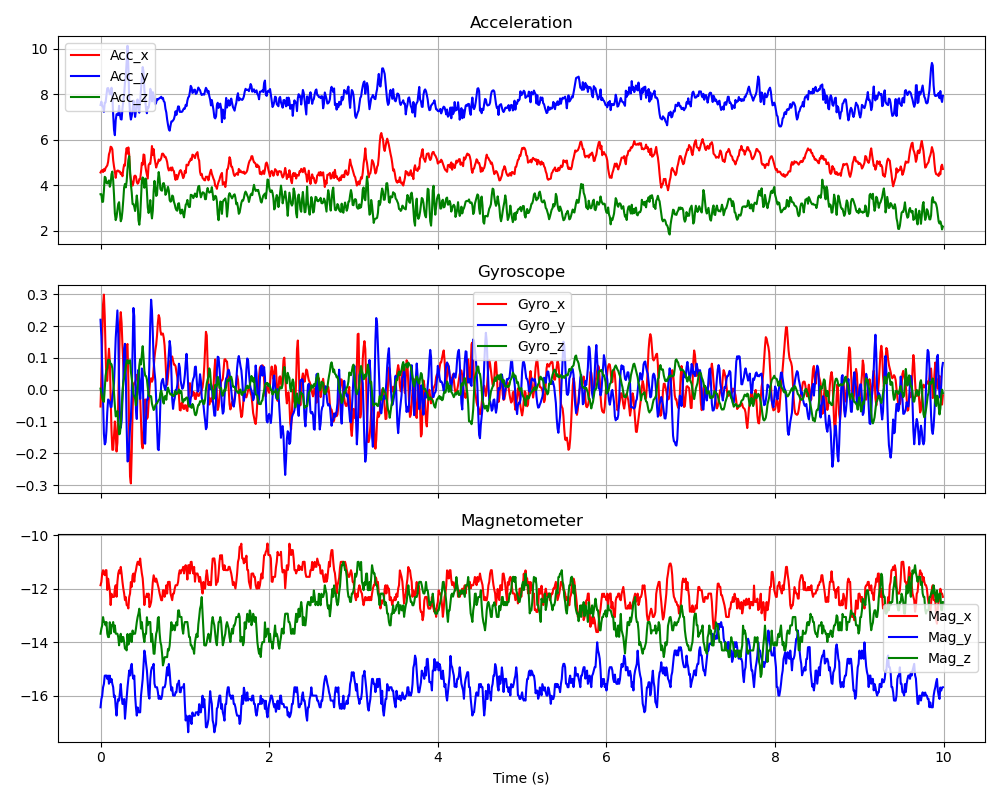 Acceleration
10
8
6
4
2
Acc_x
Acc_y
Acc_z
Gyroscope
0.3
0.2
0.1
0.0
−0.1
−0.2
−0.3
Gyro_x
Gyro_y
Gyro_z
Magnetometer
−10
−12
−14
−16
Mag_x
Mag_y
Mag_z
0 2 4 6 8 10
Time (s)